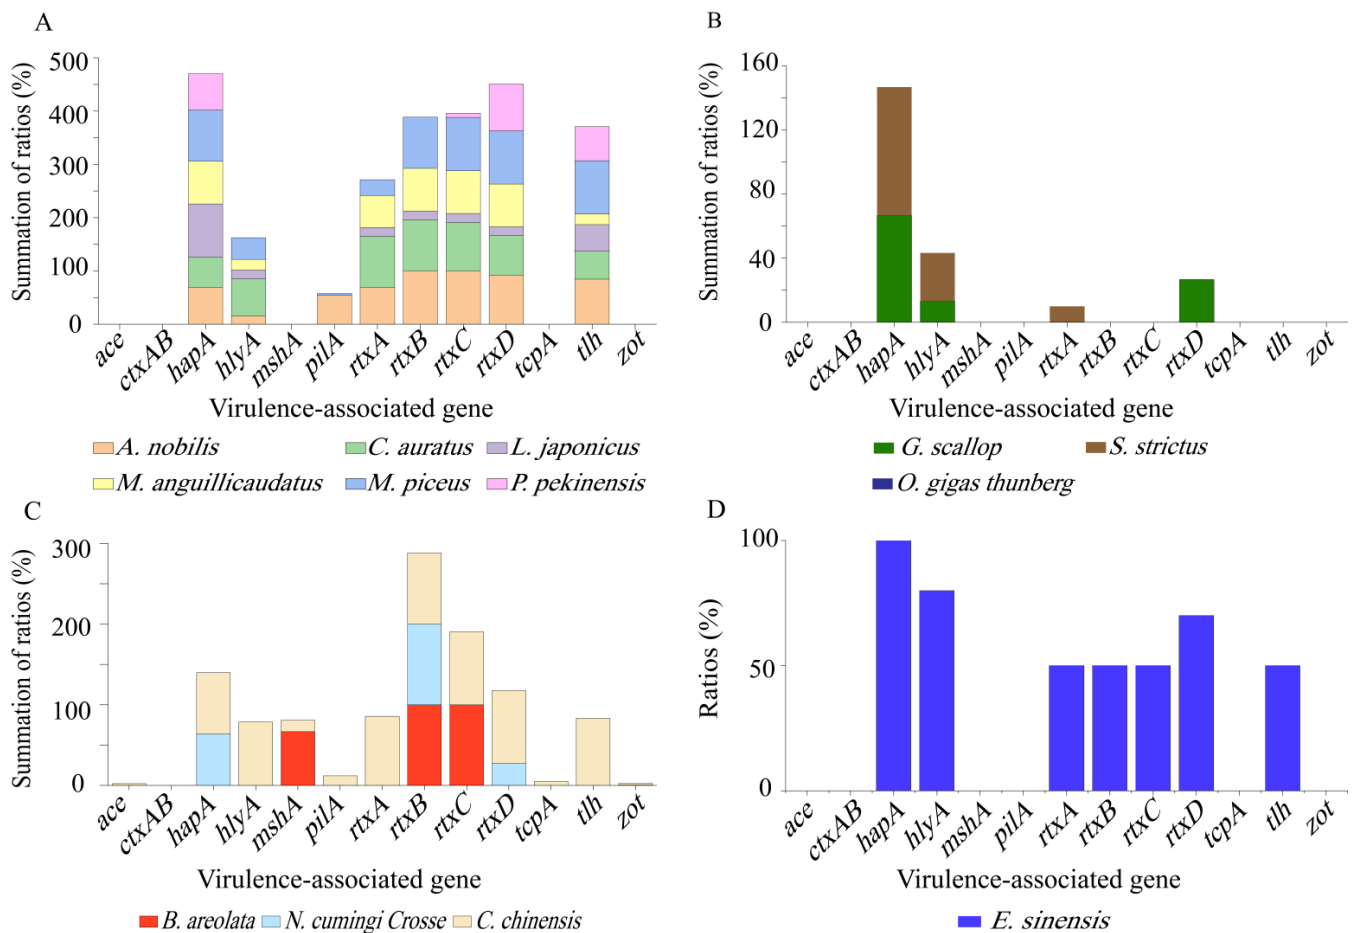 A
Summation of ratios (%)
500
400
300
200
100
0
ace ctxAB hapA hlyA mshA pilA rtxA rtxB rtxC rtxD tcpA tlh zot
Virulence-associated gene
A. nobilis C. auratus L. japonicus
M. anguillicaudatus M. piceus P. pekinensis
B
Summation of ratios (%)
160
120
80
40
0
ace ctxAB hapA hlyA mshA pilA rtxA rtxB rtxC rtxD tcpA tlh zot
Virulence-associated gene
G. scallop S. strictus
O. gigas thunberg
C
Summation of ratios (%)
300
200
100
0
ace ctxAB hapA hlyA mshA pilA rtxA rtxB rtxC rtxD tcpA tlh zot
Virulence-associated gene
B. areolata N. cumingi Crosse C. chinensis
D
Ratios (%)
100
50
0
ace ctxAB hapA hlyA mshA pilA rtxA rtxB rtxC rtxD tcpA tlh zot
Virulence-associated gene
E. sinensis